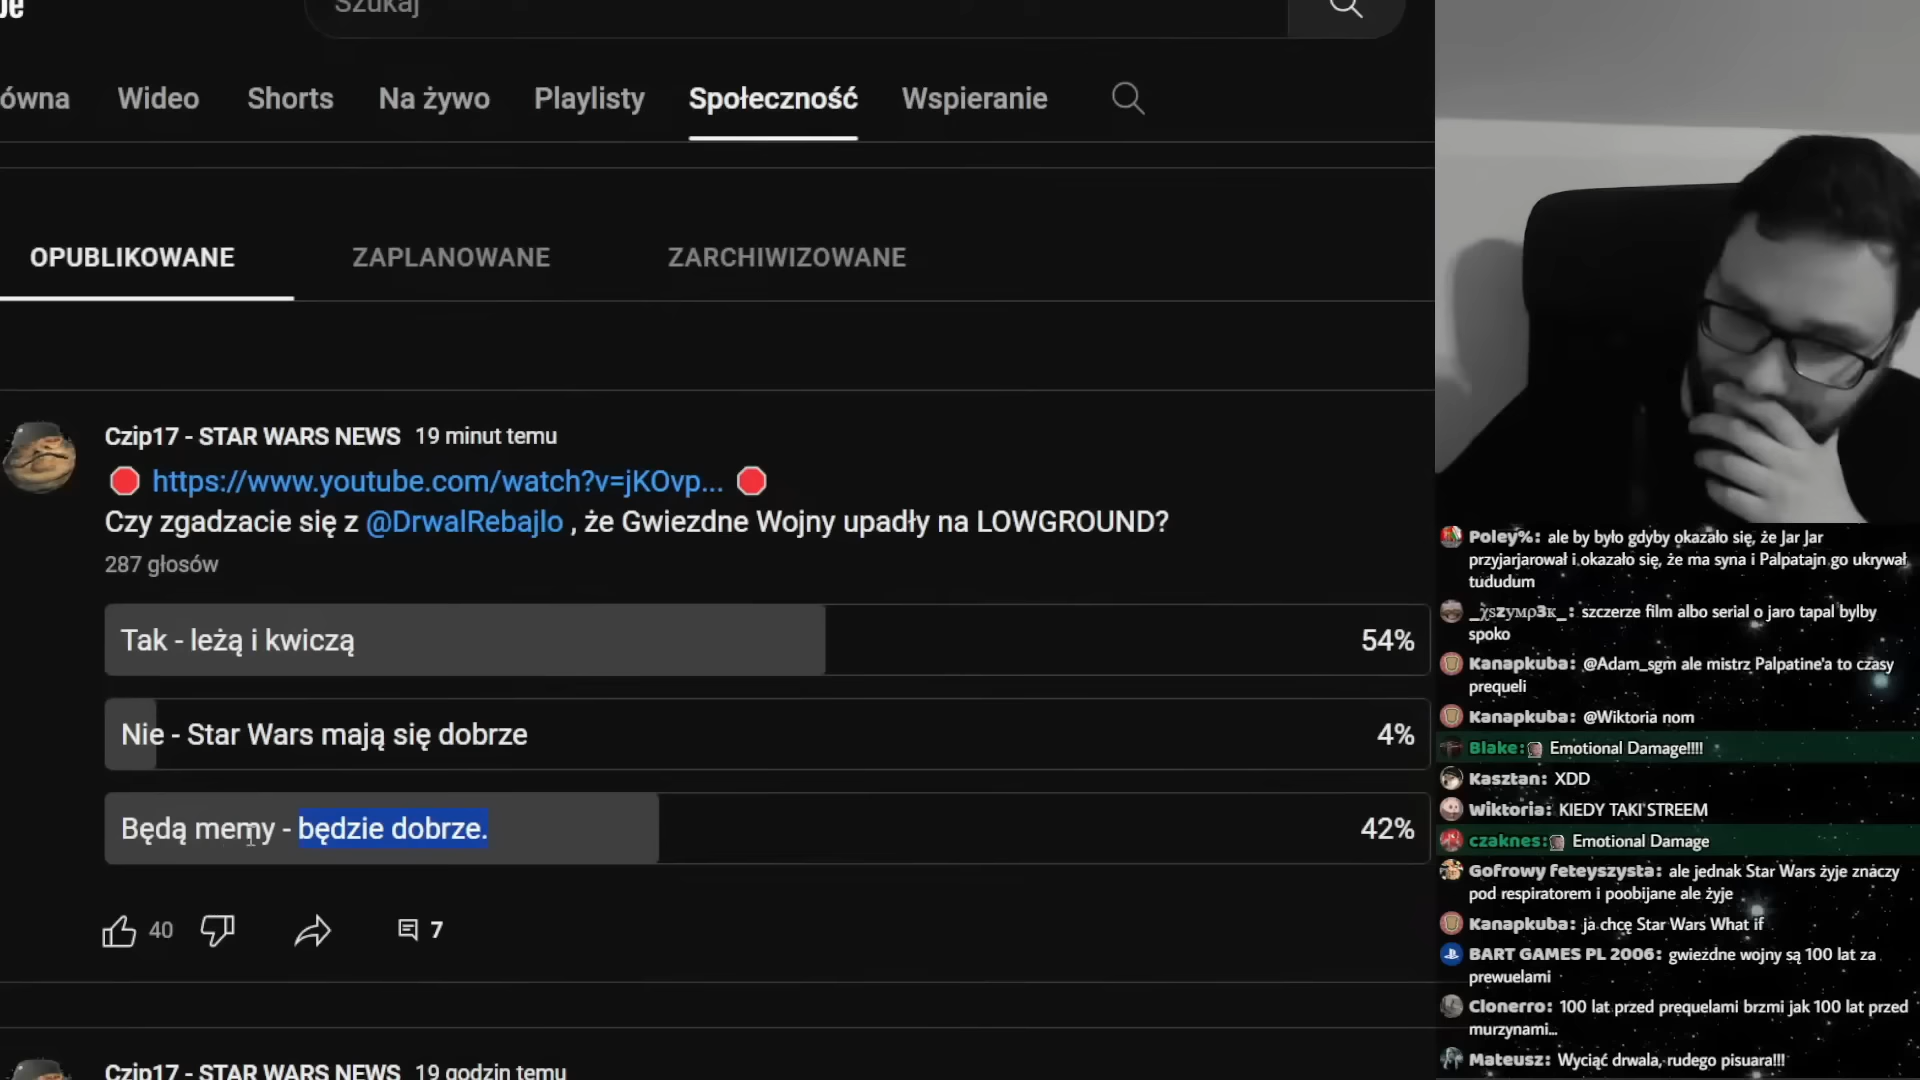 Szukaj
ówna Wideo Shorts Na żywo Playlisty Społeczność Wspieranie
OPUBLIKOWANE ZAPLANOWANE ZARCHIWIZOWANE
Czip17 - STAR WARS NEWS 19 minut temu
https://www.youtube.com/watch?v=jKOvp...
Czy zgadzacie się z @DrwalRebajlo , że Gwiezdne Wojny upadły na LOWGROUND?
287 głosów
Tak - leżą i kwiczą 54%
Nie - Star Wars mają się dobrze 4%
Będą memy - będzie dobrze. 42%
40 7
Czip17 - STAR WARS NEWS 19 godzin temu
Poley%: ale by było gdyby okazało się, że Jar Jar
przyjarjarował i okazało się, że ma syna i Palpatajn go ukrywał
tududum
_χѕzумρ3к_: szczerze film albo serial o jaro tapal bylby
spoko
Kanapkuba: @Adam_sgm ale mistrz Palpatine'a to czasy
prequeli
Kanapkuba: @Wiktoria nom
Blake: Emotional Damage!!!!
Kasztan: XDD
Wiktoria: KIEDY TAKI STREEM
czaknes: Emotional Damage
Gofrowy feteyszysta: ale jednak Star Wars żyje znaczy
pod respiratorem i poobijane ale żyje
Kanapkuba: ja chcę Star Wars What if
BART GAMES PL 2006: gwiezdne wojny są 100 lat za
prewuelami
Clonerro: 100 lat przed prequelami brzmi jak 100 lat przed
murzynami...
Mateusz: Wyciąć drwala, rudego pisuara!!!